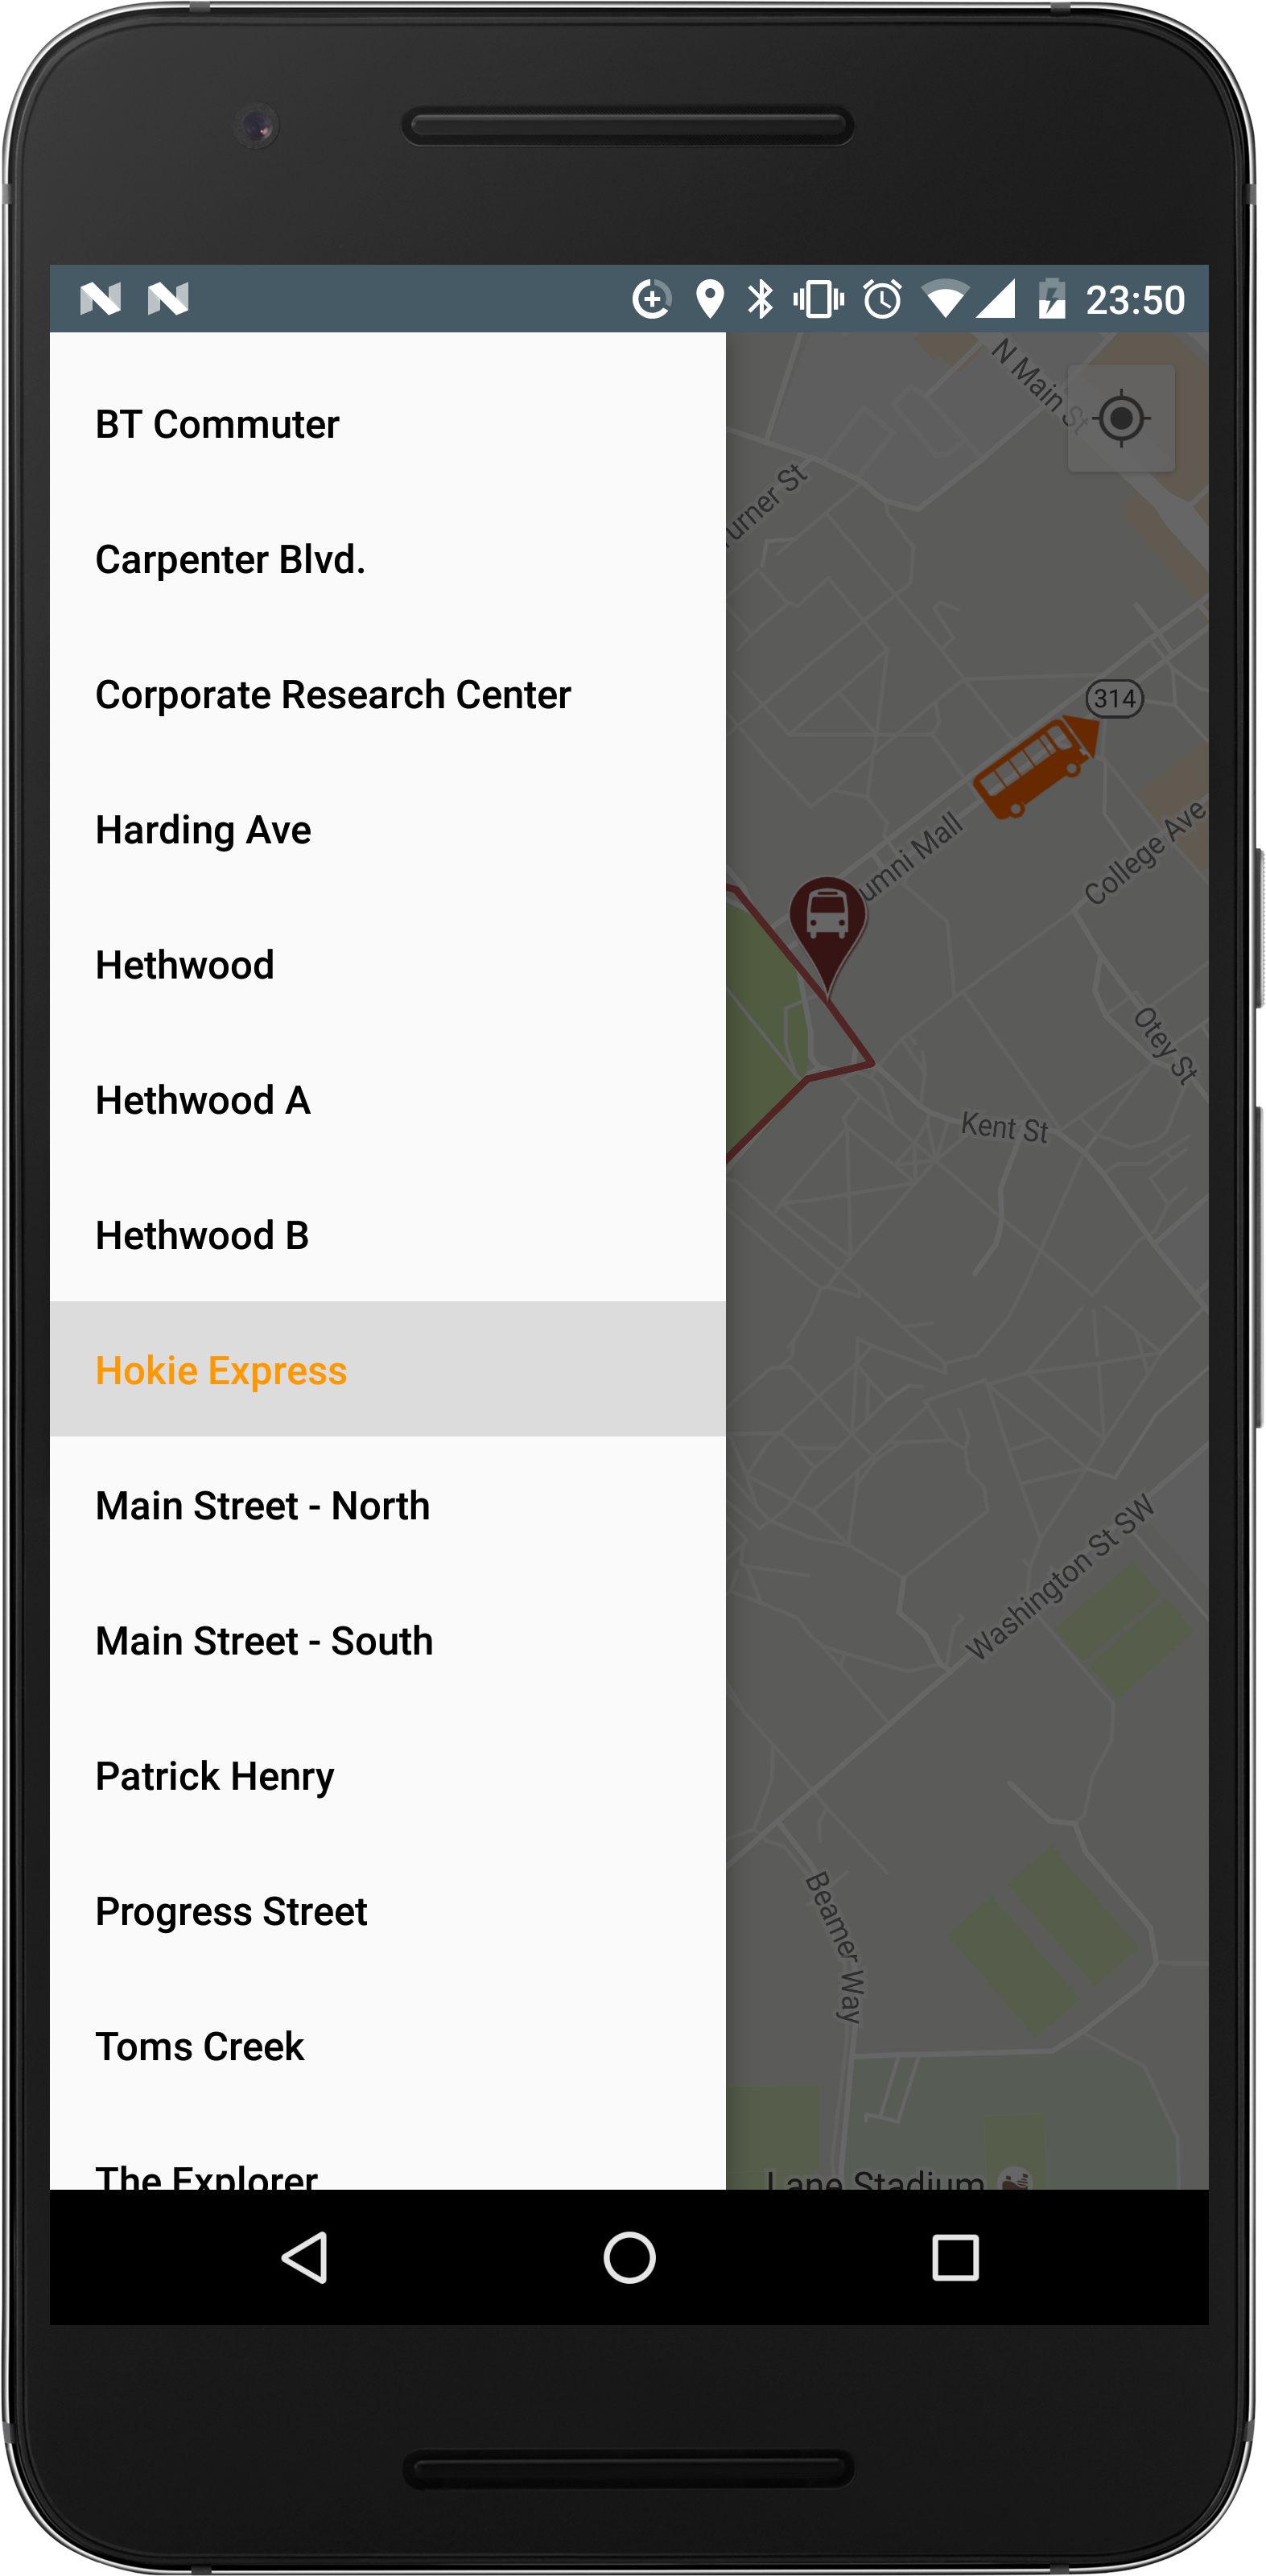 23:50
BT Commuter
Carpenter Blvd.
Corporate Research Center
Harding Ave
Hethwood
Hethwood A
Hethwood B
Hokie Express
Main Street - North
Main Street - South
Patrick Henry
Progress Street
Toms Creek
The Explorer
N Main St
urner St
314
umni Mall
College Ave
Otey St
Kent St
Washington St SW
Beamer Way
Lane Stadium